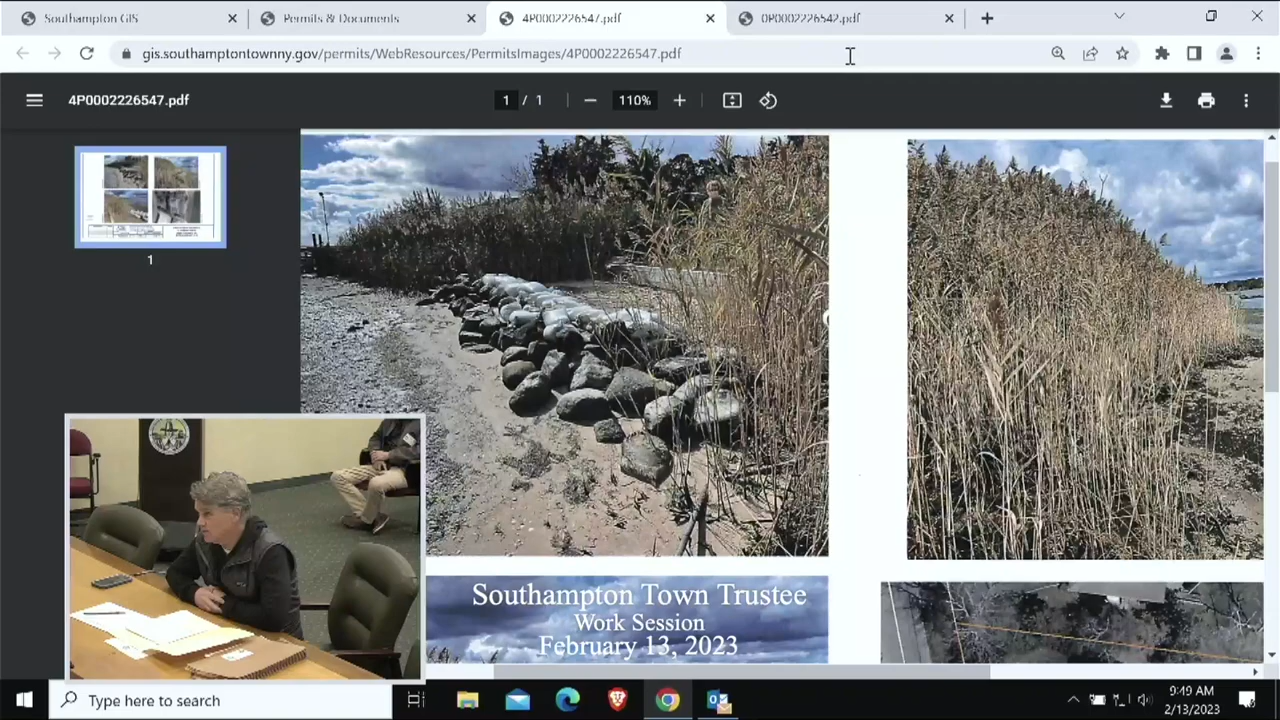 Southampton GIS
Permits & Documents
4P0002226547.pdf
0P0002226542.pdf
gis.southamptontownny.gov/permits/WebResources/PermitsImages/4P0002226547.pdf
4P0002226547.pdf
1 / 1
110%
1
Southampton Town Trustee
Work Session
February 13, 2023
Type here to search
9:49 AM
2/13/2023